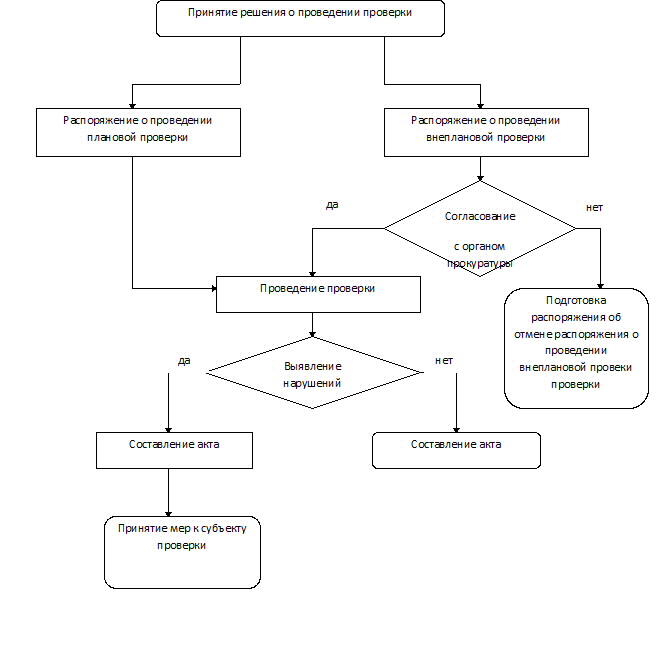 Принятие решения о проведении проверки
Распоряжение о проведении
плановой проверки
Распоряжение о проведении
внеплановой проверки
да
нет
Согласование
с органом
прокуратуры
Проведение проверки
Подготовка
распоряжения об
отмене распоряжения о
проведении
внеплановой провеки
проверки
да
нет
Выявление
нарушений
Составление акта
Составление акта
Принятие мер к субъекту
проверки